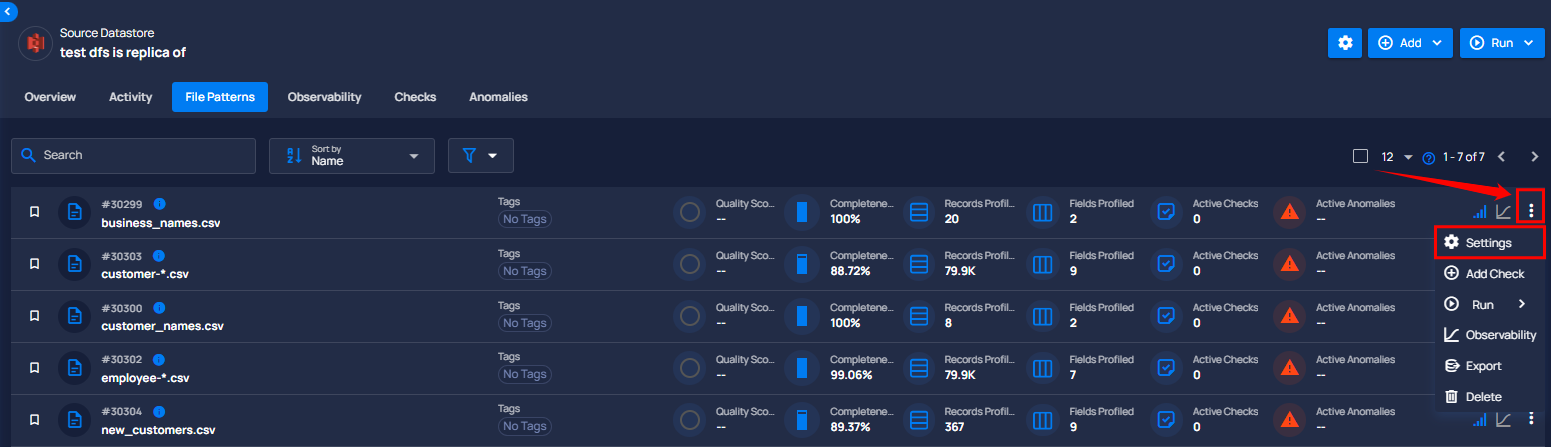 Source Datastore
test dfs is replica of
Add
Run
Overview
Activity
File Patterns
Observability
Checks
Anomalies
Search
Sort by
Name
12
1 - 7 of 7
#30299
business_names.csv
Tags
No Tags
Quality Sco...
--
Completene...
100%
Records Profil...
20
Fields Profiled
2
Active Checks
0
Active Anomalies
--
#30303
customer-*.csv
Tags
No Tags
Quality Sco...
--
Completene...
88.72%
Records Profil...
79.9K
Fields Profiled
9
Active Checks
0
Active Anomalies
--
#30300
customer_names.csv
Tags
No Tags
Quality Sco...
--
Completene...
100%
Records Profil...
8
Fields Profiled
2
Active Checks
0
Active Anomalies
--
#30302
employee-*.csv
Tags
No Tags
Quality Sco...
--
Completene...
99.06%
Records Profil...
79.9K
Fields Profiled
7
Active Checks
0
Active Anomalies
--
#30304
new_customers.csv
Tags
No Tags
Quality Sco...
--
Completene...
89.37%
Records Profil...
367
Fields Profiled
9
Active Checks
0
Active Anomalies
--
Settings
Add Check
Run
Observability
Export
Delete